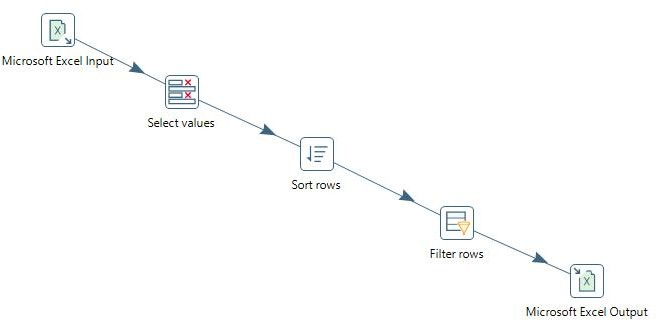 Microsoft Excel Input
Select values
Sort rows
Filter rows
Microsoft Excel Output